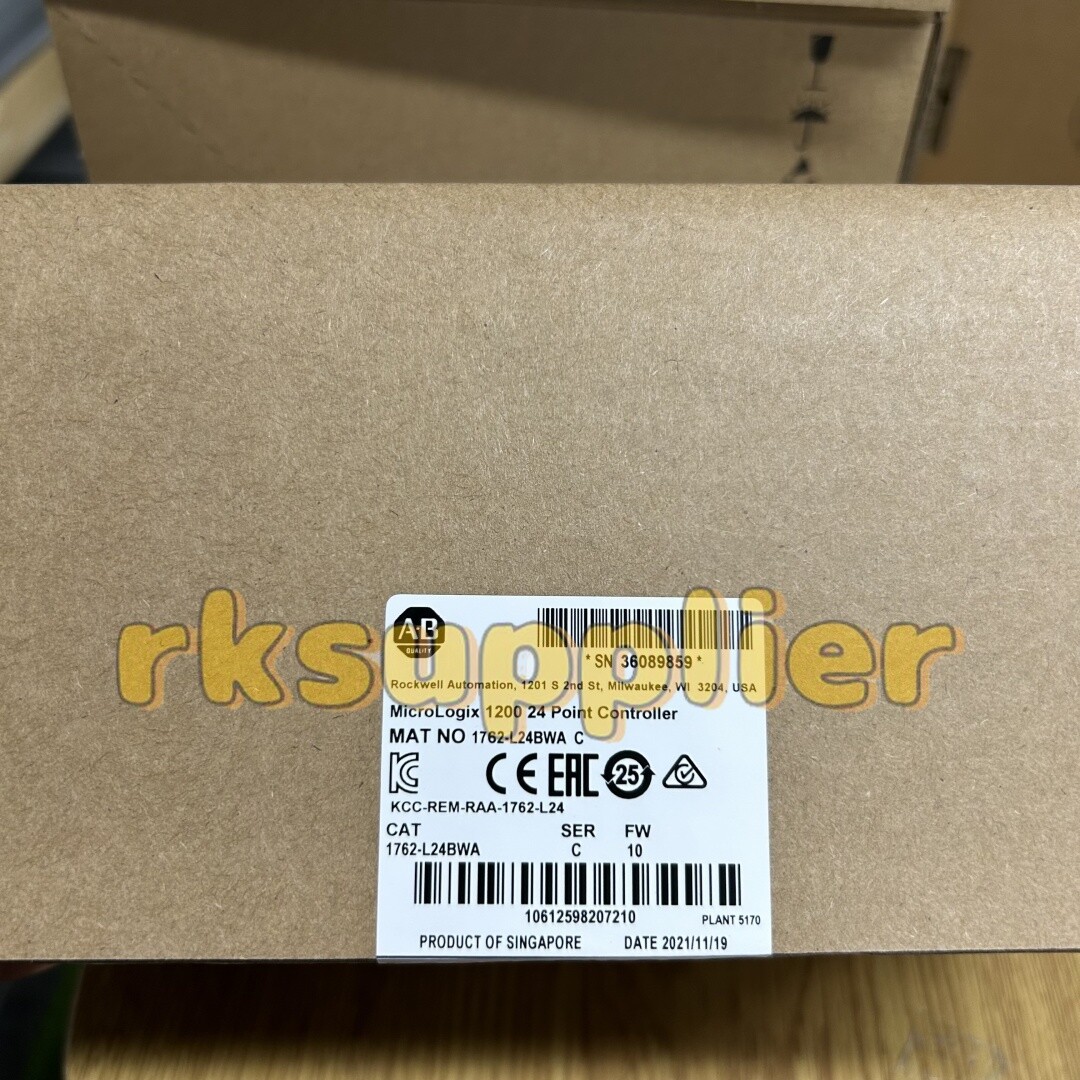 A·B
QUALITY
* SN 36089859 *
rksupplier
Rockwell Automation, 1201 S 2nd St, Milwaukee, WI 3204, USA
MicroLogix 1200 24 Point Controller
MAT NO 1762-L24BWA C
KC CE EAC 25
KCC-REM-RAA-1762-L24
CAT SER FW
1762-L24BWA C 10
10612598207210
PLANT 5170
PRODUCT OF SINGAPORE DATE 2021/11/19